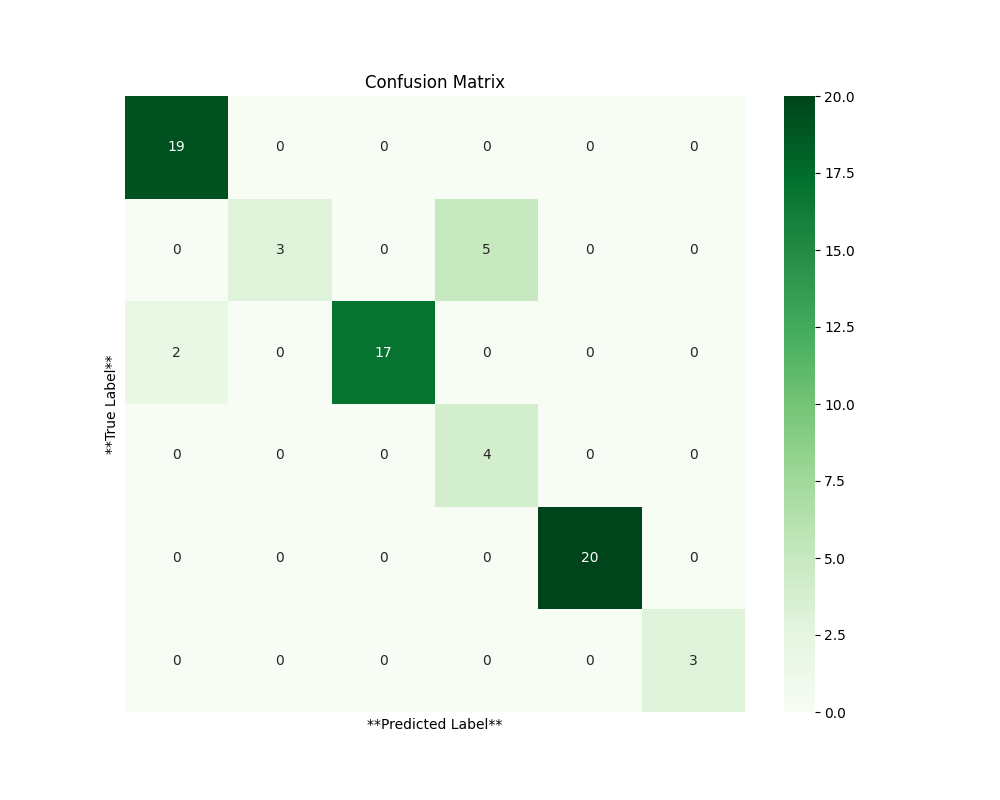 Confusion Matrix
19 0 0 0 0 0
0 3 0 5 0 0
2 0 17 0 0 0
0 0 0 4 0 0
0 0 0 0 20 0
0 0 0 0 0 3
**True Label**
**Predicted Label**
20.0
17.5
15.0
12.5
10.0
7.5
5.0
2.5
0.0